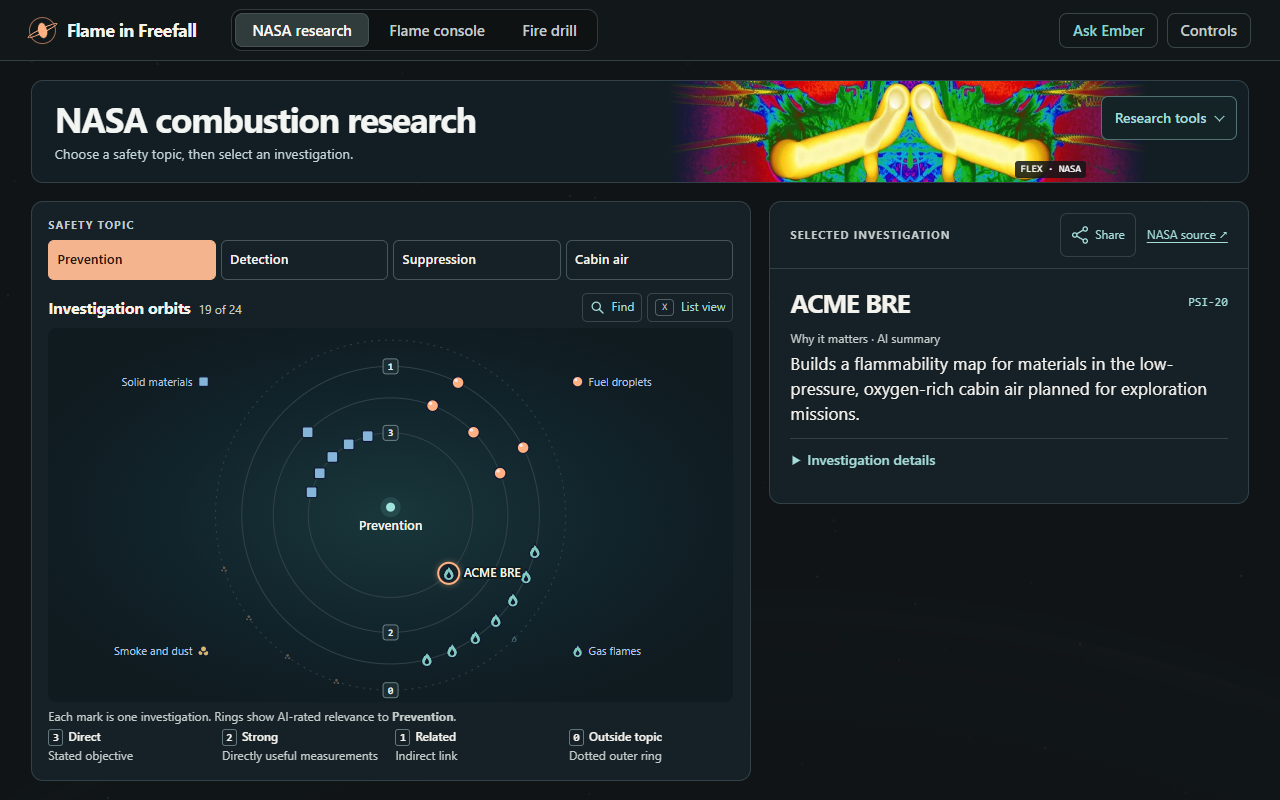 Flame in Freefall
NASA research
Flame console
Fire drill
Ask Ember
Controls
NASA combustion research
Choose a safety topic, then select an investigation.
Research tools
FLEX · NASA
SAFETY TOPIC
Prevention
Detection
Suppression
Cabin air
Investigation orbits 19 of 24
Find
X List view
1
Solid materials
Fuel droplets
3
Prevention
ACME BRE
2
Smoke and dust
Gas flames
0
Each mark is one investigation. Rings show AI-rated relevance to Prevention.
3 Direct
Stated objective
2 Strong
Directly useful measurements
1 Related
Indirect link
0 Outside topic
Dotted outer ring
SELECTED INVESTIGATION
Share
NASA source ↗
ACME BRE
PSI-20
Why it matters · AI summary
Builds a flammability map for materials in the low-
pressure, oxygen-rich cabin air planned for exploration
missions.
Investigation details